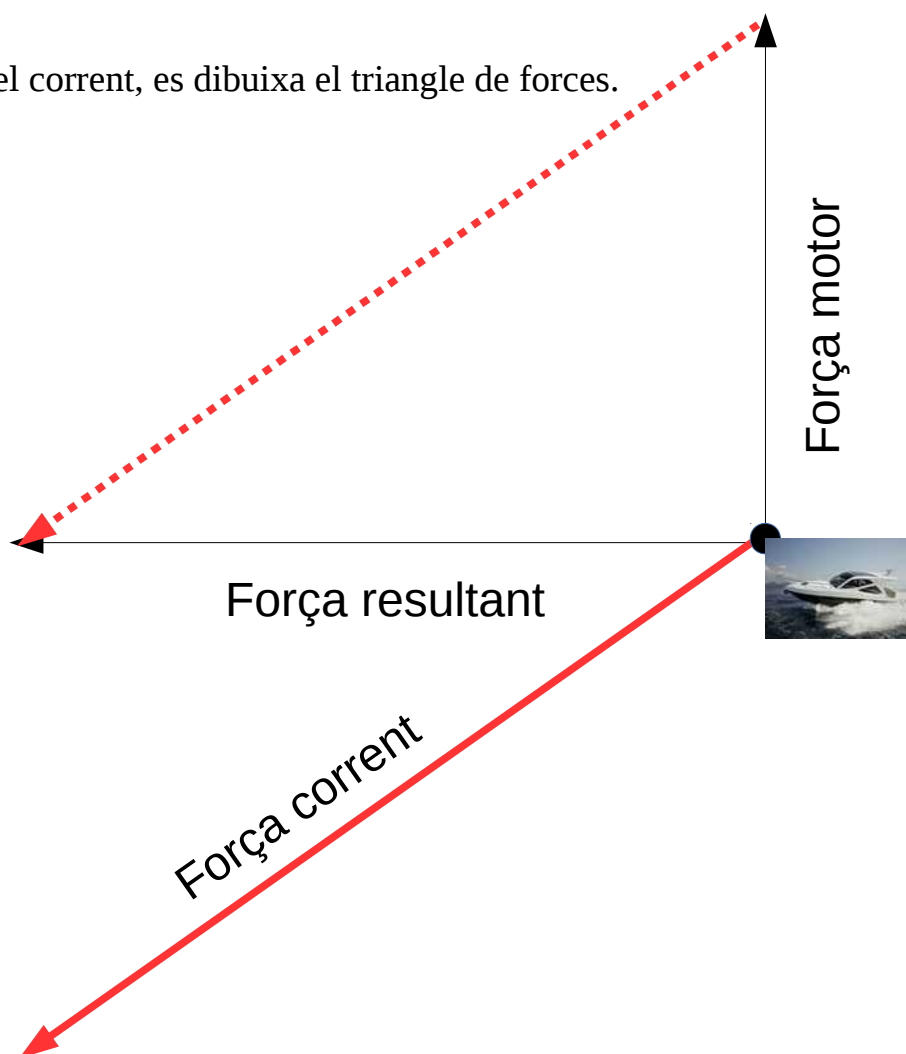 el corrent, es dibuixa el triangle de forces.
Força motor
Força resultant
Força corrent